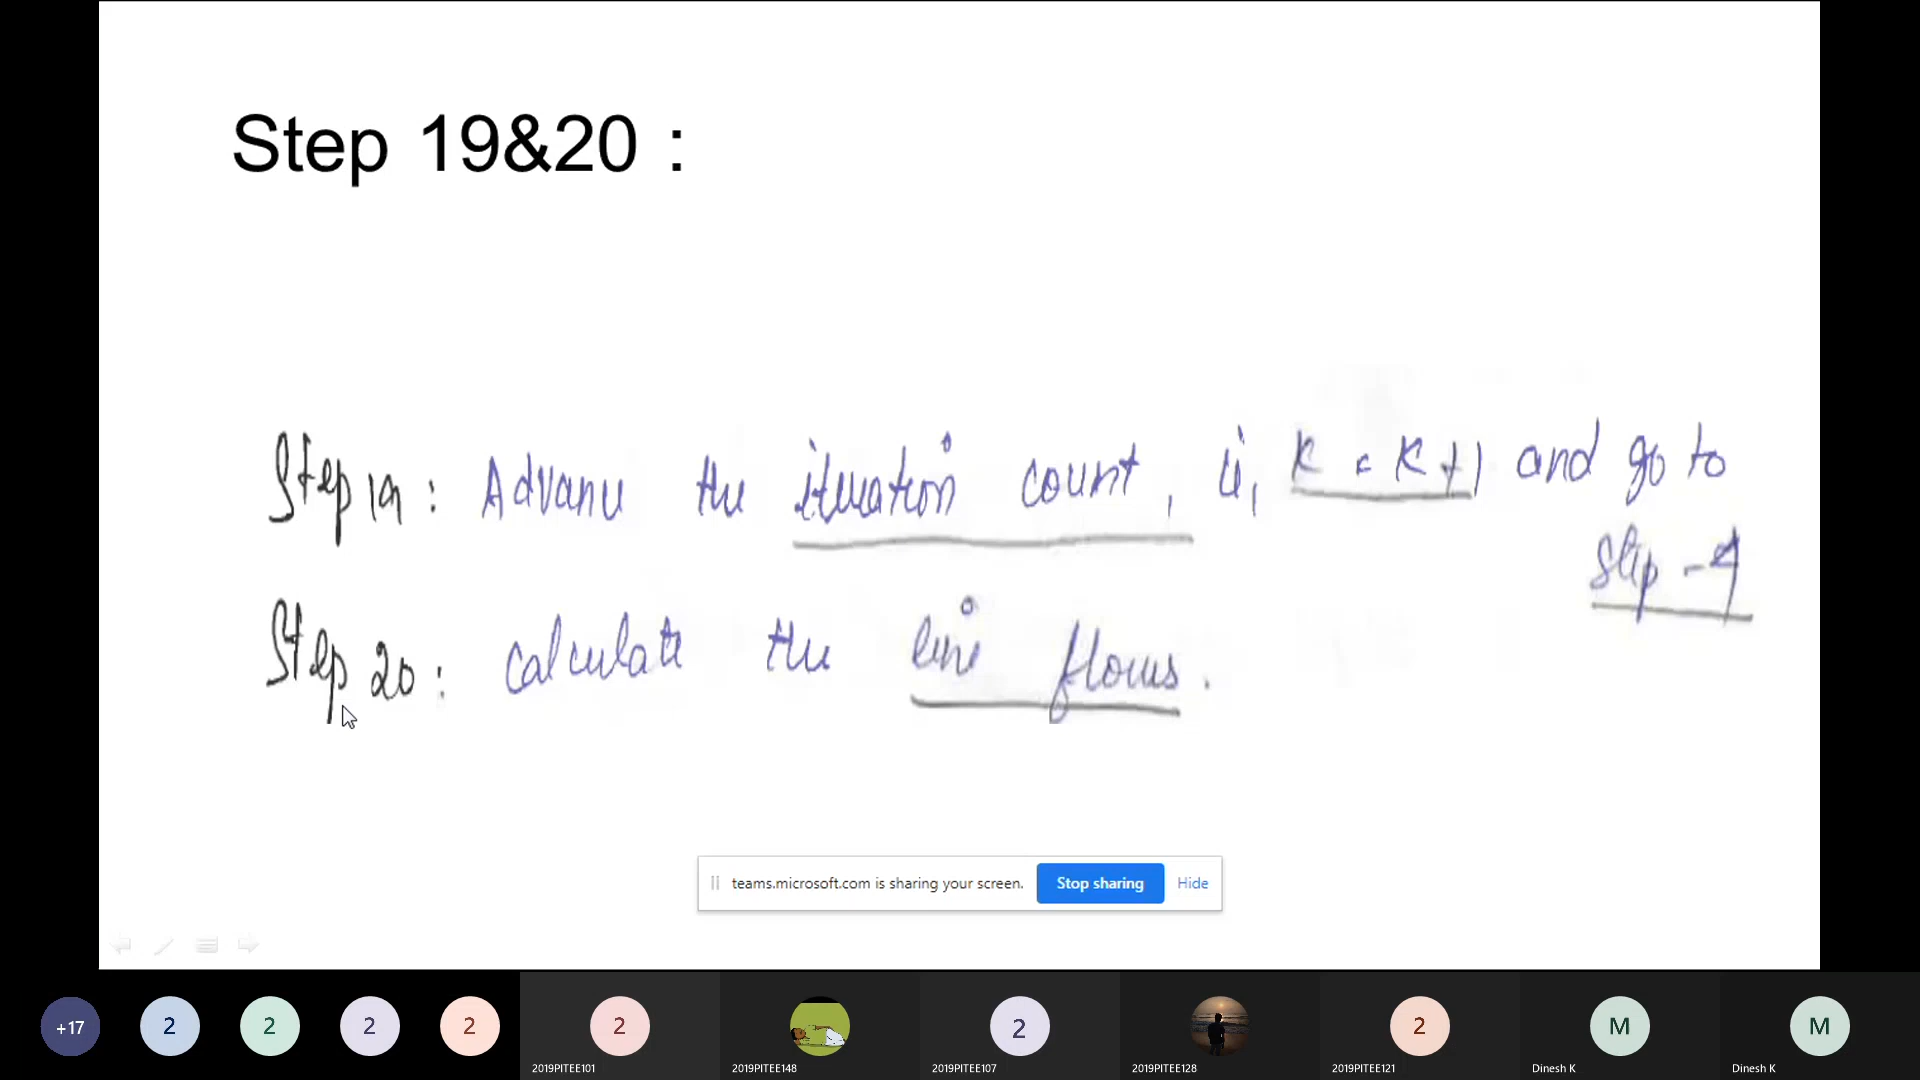 Step 19&20 :
Step 19: Advance the iteration count, ie, K = K+1 and go to
step - 4
Step 20: Calculate the line flows.
teams.microsoft.com is sharing your screen. Stop sharing Hide
+17 2 2 2 2 2 2 2 M M
2019PITEE101 2019PITEE148 2019PITEE107 2019PITEE128 2019PITEE121 Dinesh K Dinesh K